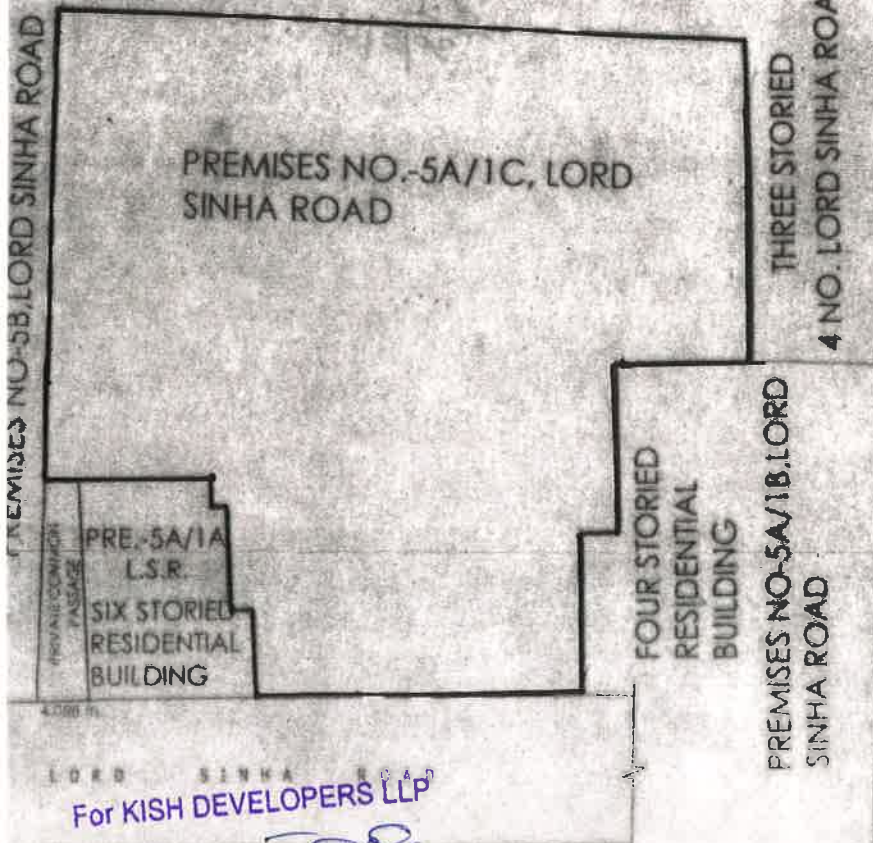 PREMISES NO-5B,LORD SINHA ROAD
PREMISES NO.-5A/1C, LORD
SINHA ROAD
THREE STORIED
4 NO. LORD SINHA ROA
PRIVATE COMMON
PASSAGE
PRE.-5A/1A
L.S.R.
SIX STORIED
RESIDENTIAL
BUILDING
FOUR STORIED
RESIDENTIAL
BUILDING
PREMISES NO-5A/1B,LORD
SINHA ROAD
LORD SINHA ROAD
For KISH DEVELOPERS LLP